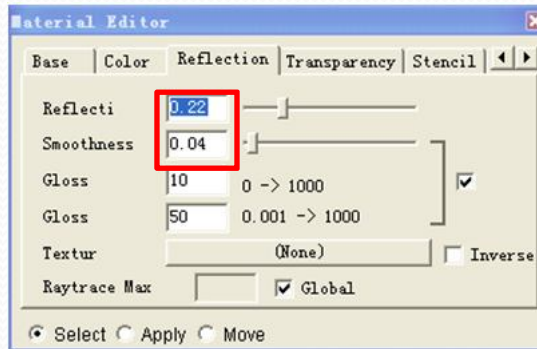 Material Editor
Base Color Reflection Transparency Stencil
Reflecti 0.22
Smoothness 0.04
Gloss 10 0 -> 1000
Gloss 50 0.001 -> 1000
Textur (None) Inverse
Raytrace Max Global
Select Apply Move